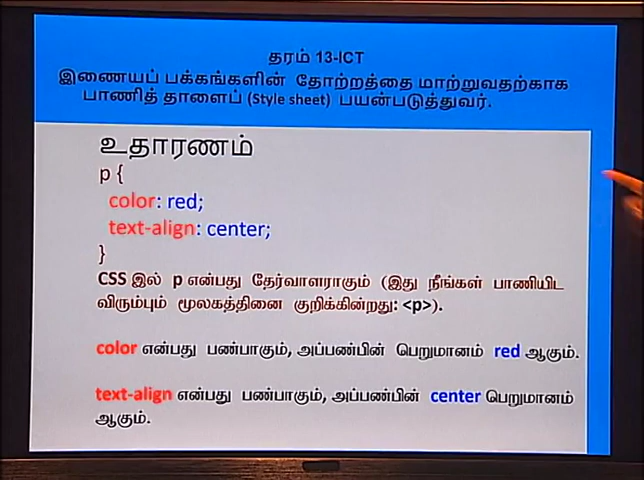 தரம் 13-ICT
இணையப் பக்கங்களின் தோற்றத்தை மாற்றுவதற்காக
பாணித் தாளைப் (Style sheet) பயன்படுத்துவர்.
உதாரணம்
p {
color: red;
text-align: center;
}
CSS இல் p என்பது தேர்வாளராகும் (இது நீங்கள் பாணியிட
விரும்பும் மூலகத்தினை குறிக்கின்றது: <p>).
color என்பது பண்பாகும், அப்பண்பின் பெறுமானம் red ஆகும்.
text-align என்பது பண்பாகும், அப்பண்பின் center பெறுமானம்
ஆகும்.